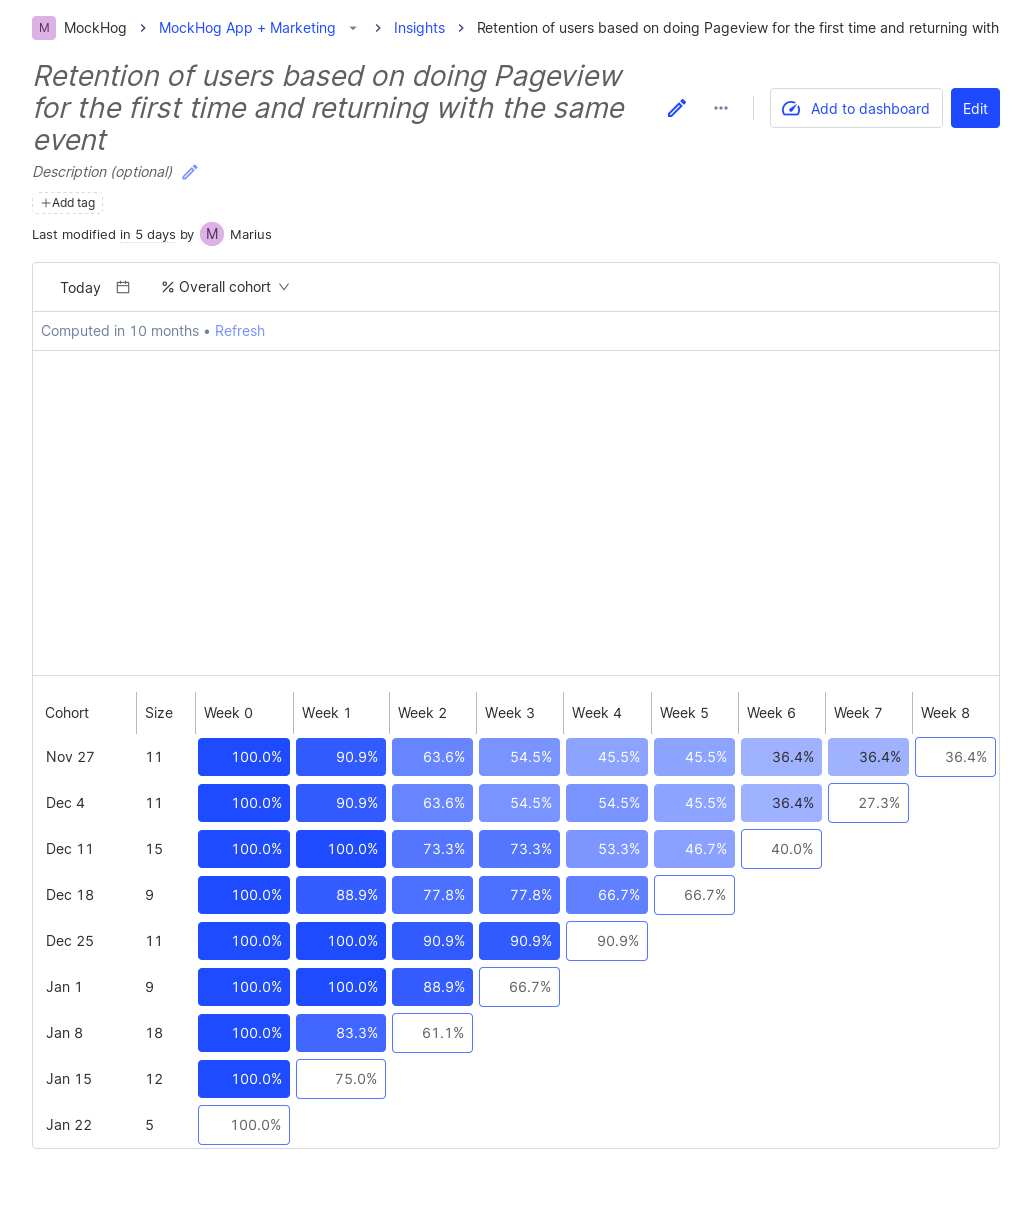 M MockHog MockHog App + Marketing Insights Retention of users based on doing Pageview for the first time and returning with
Retention of users based on doing Pageview
for the first time and returning with the same
event
Add to dashboard Edit
Description (optional)
+Add tag
Last modified in 5 days by M Marius
Today % Overall cohort
Computed in 10 months • Refresh
Cohort Size Week 0 Week 1 Week 2 Week 3 Week 4 Week 5 Week 6 Week 7 Week 8
Nov 27 11 100.0% 90.9% 63.6% 54.5% 45.5% 45.5% 36.4% 36.4% 36.4%
Dec 4 11 100.0% 90.9% 63.6% 54.5% 54.5% 45.5% 36.4% 27.3%
Dec 11 15 100.0% 100.0% 73.3% 73.3% 53.3% 46.7% 40.0%
Dec 18 9 100.0% 88.9% 77.8% 77.8% 66.7% 66.7%
Dec 25 11 100.0% 100.0% 90.9% 90.9% 90.9%
Jan 1 9 100.0% 100.0% 88.9% 66.7%
Jan 8 18 100.0% 83.3% 61.1%
Jan 15 12 100.0% 75.0%
Jan 22 5 100.0%